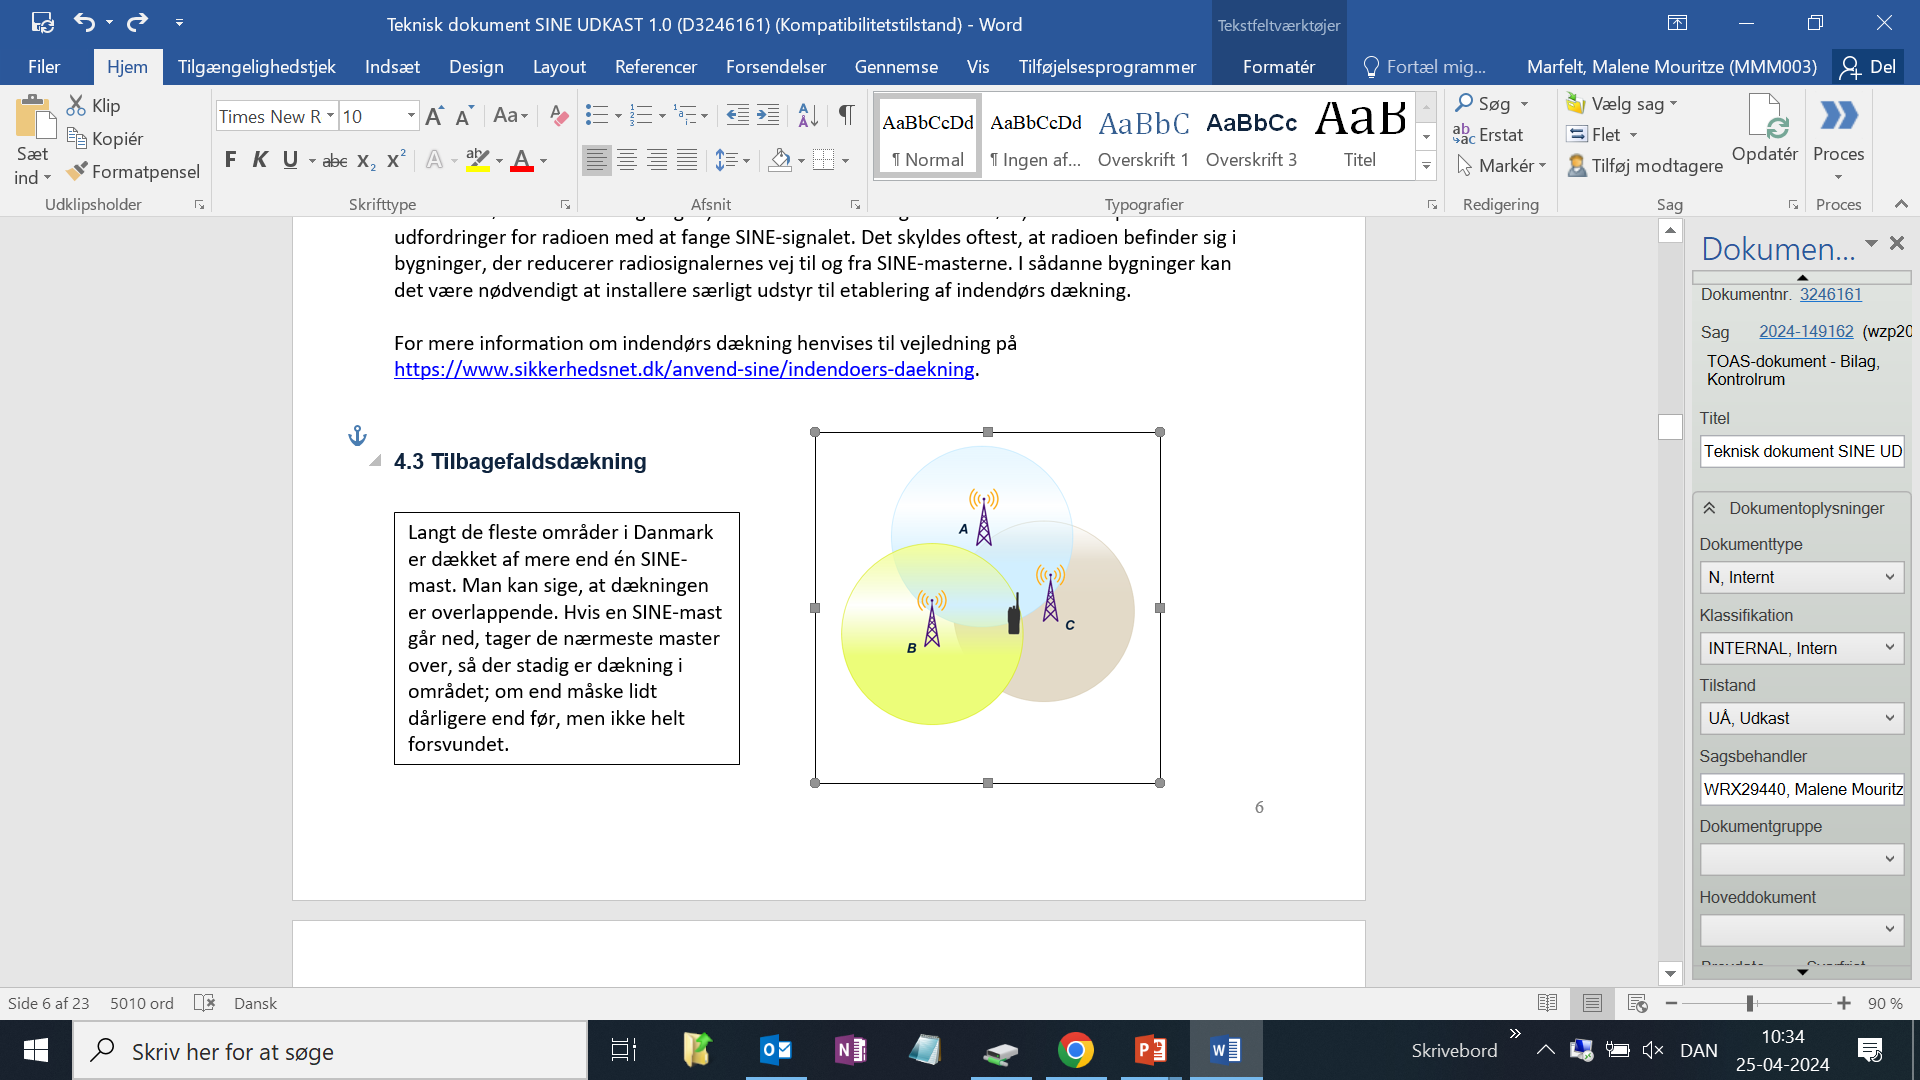 Teknisk dokument SINE UDKAST 1.0 (D3246161) (Kompatibilitetstilstand) - Word
Tekstfeltværktøjer
Filer
Hjem
Tilgængelighedstjek
Indsæt
Design
Layout
Referencer
Forsendelser
Gennemse
Vis
Tilføjelsesprogrammer
Formatér
Fortæl mig...
Marfelt, Malene Mouritze (MMM003)
Del
Sæt
ind
Klip
Kopiér
Formatpensel
Udklipsholder
Times New R
10
Aa
F K U abc x₂ x² A ab A
Skrifttype
Afsnit
AaBbCcDd
¶ Normal
AaBbCcDd
¶ Ingen af...
AaBbC
Overskrift 1
AaBbCc
Overskrift 3
AaB
Titel
Typografier
Søg
Erstat
Markér
Redigering
Vælg sag
Flet
Tilføj modtagere
Opdatér
Sag
Proces
Proces
udfordringer for radioen med at fange SINE-signalet. Det skyldes oftest, at radioen befinder sig i
bygninger, der reducerer radiosignalernes vej til og fra SINE-masterne. I sådanne bygninger kan
det være nødvendigt at installere særligt udstyr til etablering af indendørs dækning.
For mere information om indendørs dækning henvises til vejledning på
https://www.sikkerhedsnet.dk/anvend-sine/indendoers-daekning.
4.3 Tilbagefaldsdækning
Langt de fleste områder i Danmark
er dækket af mere end én SINE-
mast. Man kan sige, at dækningen
er overlappende. Hvis en SINE-mast
går ned, tager de nærmeste master
over, så der stadig er dækning i
området; om end måske lidt
dårligere end før, men ikke helt
forsvundet.
A
B
C
6
Dokumen...
Dokumentnr. 3246161
Sag 2024-149162 (wzp20
TOAS-dokument - Bilag,
Kontrolrum
Titel
Teknisk dokument SINE UD
Dokumentoplysninger
Dokumenttype
N, Internt
Klassifikation
INTERNAL, Intern
Tilstand
UÅ, Udkast
Sagsbehandler
WRX29440, Malene Mouritz
Dokumentgruppe
Hoveddokument
Side 6 af 23
5010 ord
Dansk
90 %
Skriv her for at søge
Skrivebord
DAN
10:34
25-04-2024